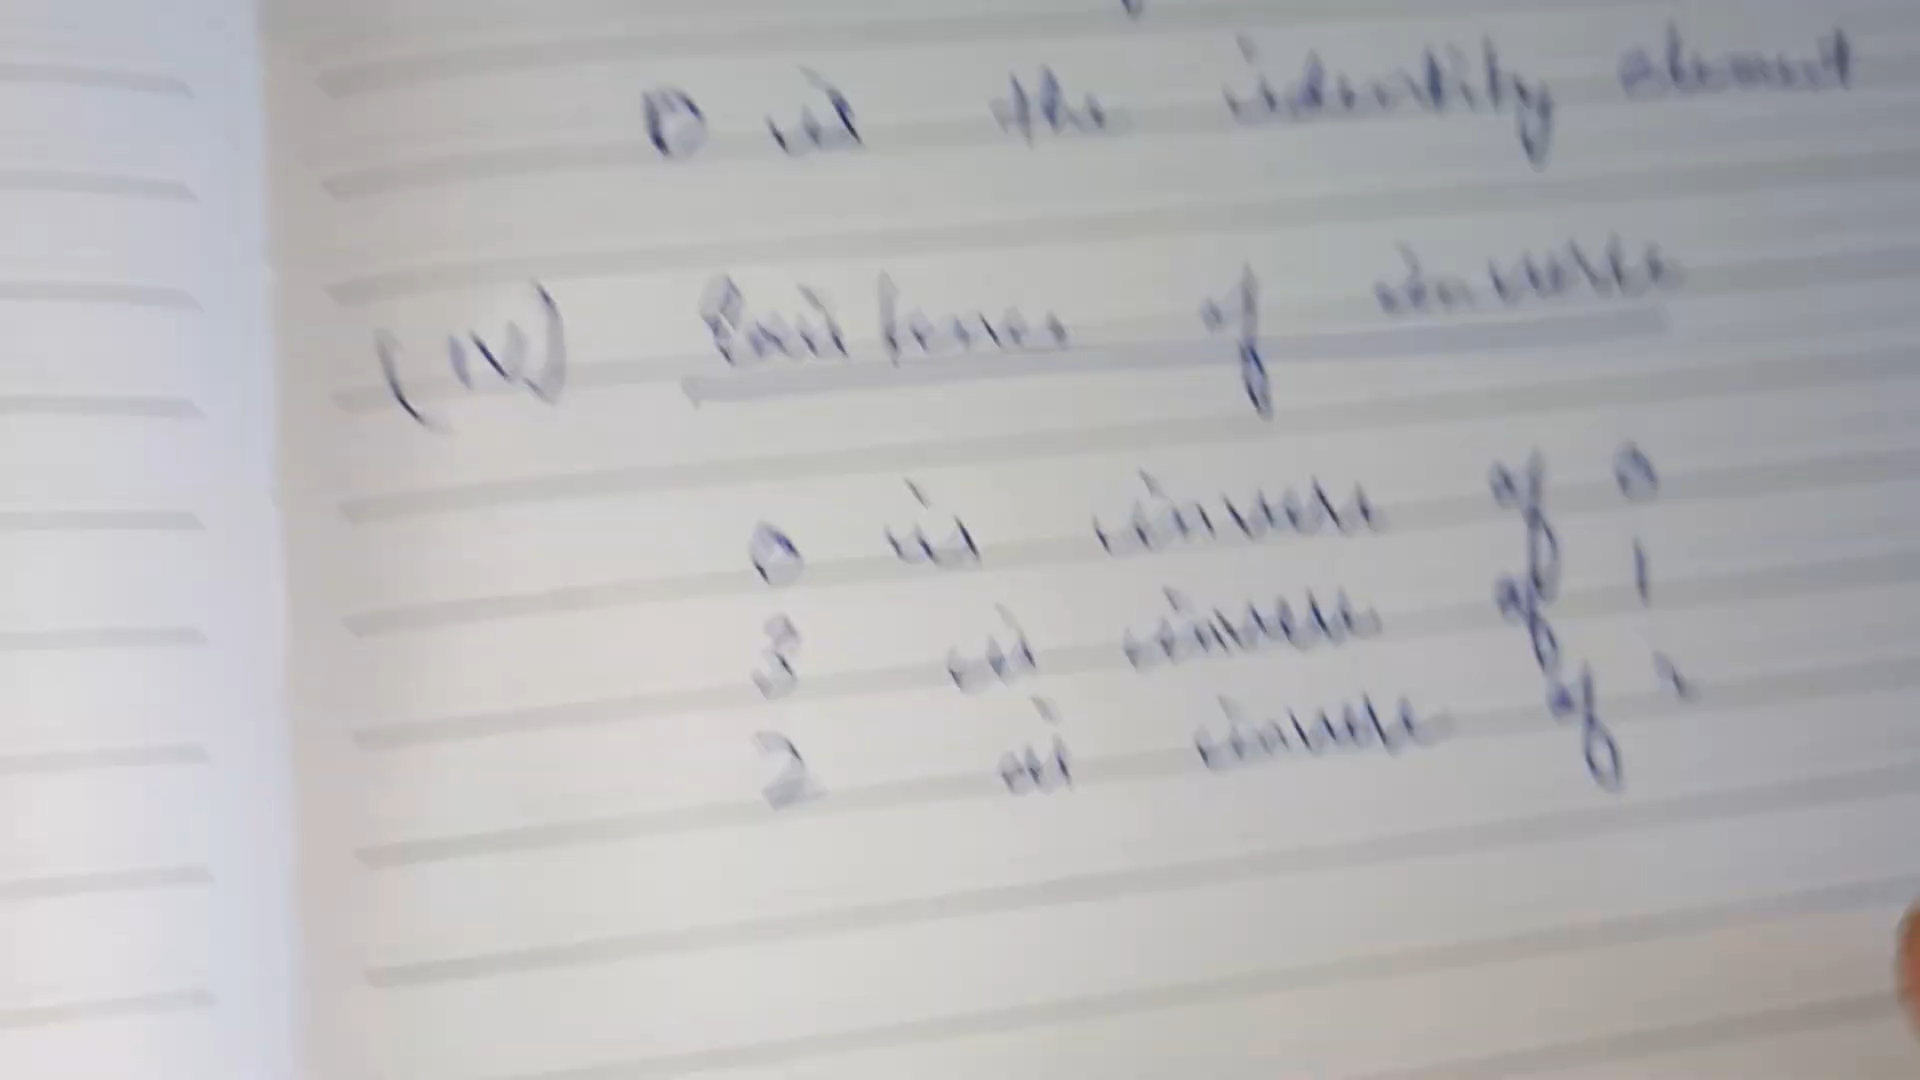 0 is the identity element
(IV) Existence of inverse
0 is inverse of 0
3 is inverse of 1
2 is inverse of 2